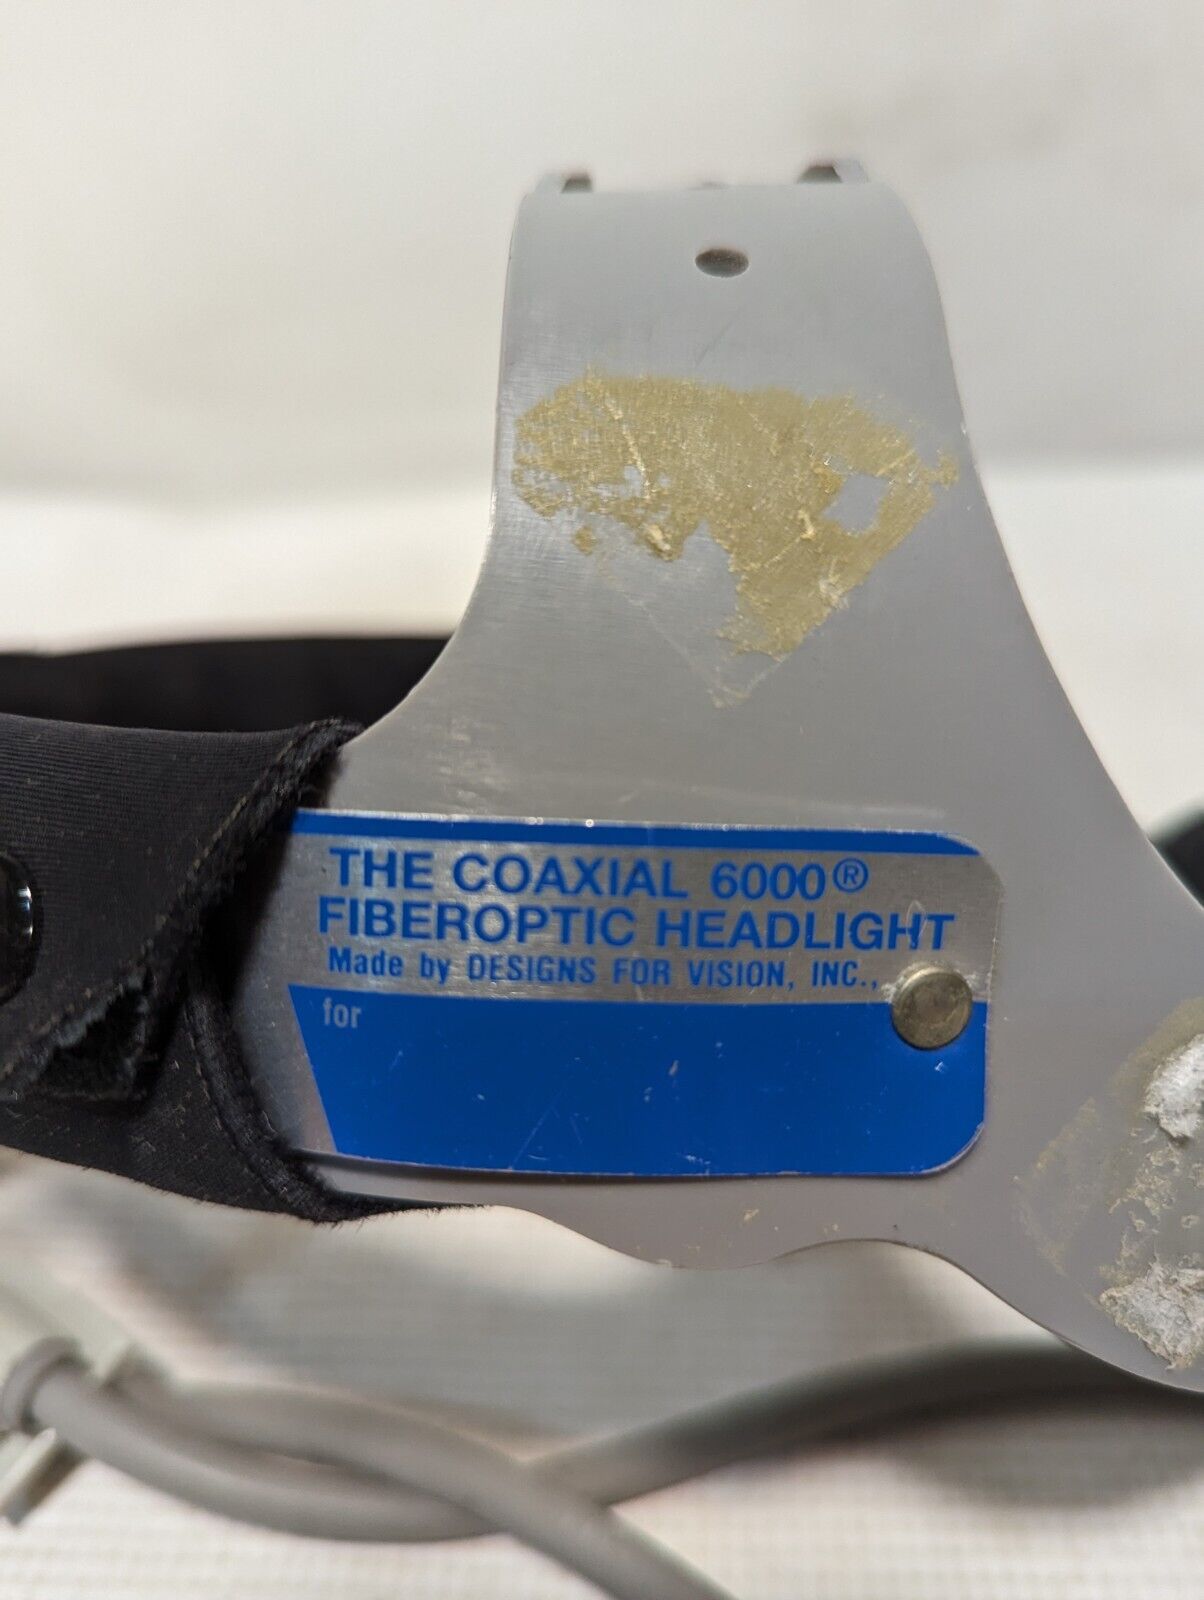 THE COAXIAL 6000®
FIBEROPTIC HEADLIGHT
Made by DESIGNS FOR VISION, INC.,
for